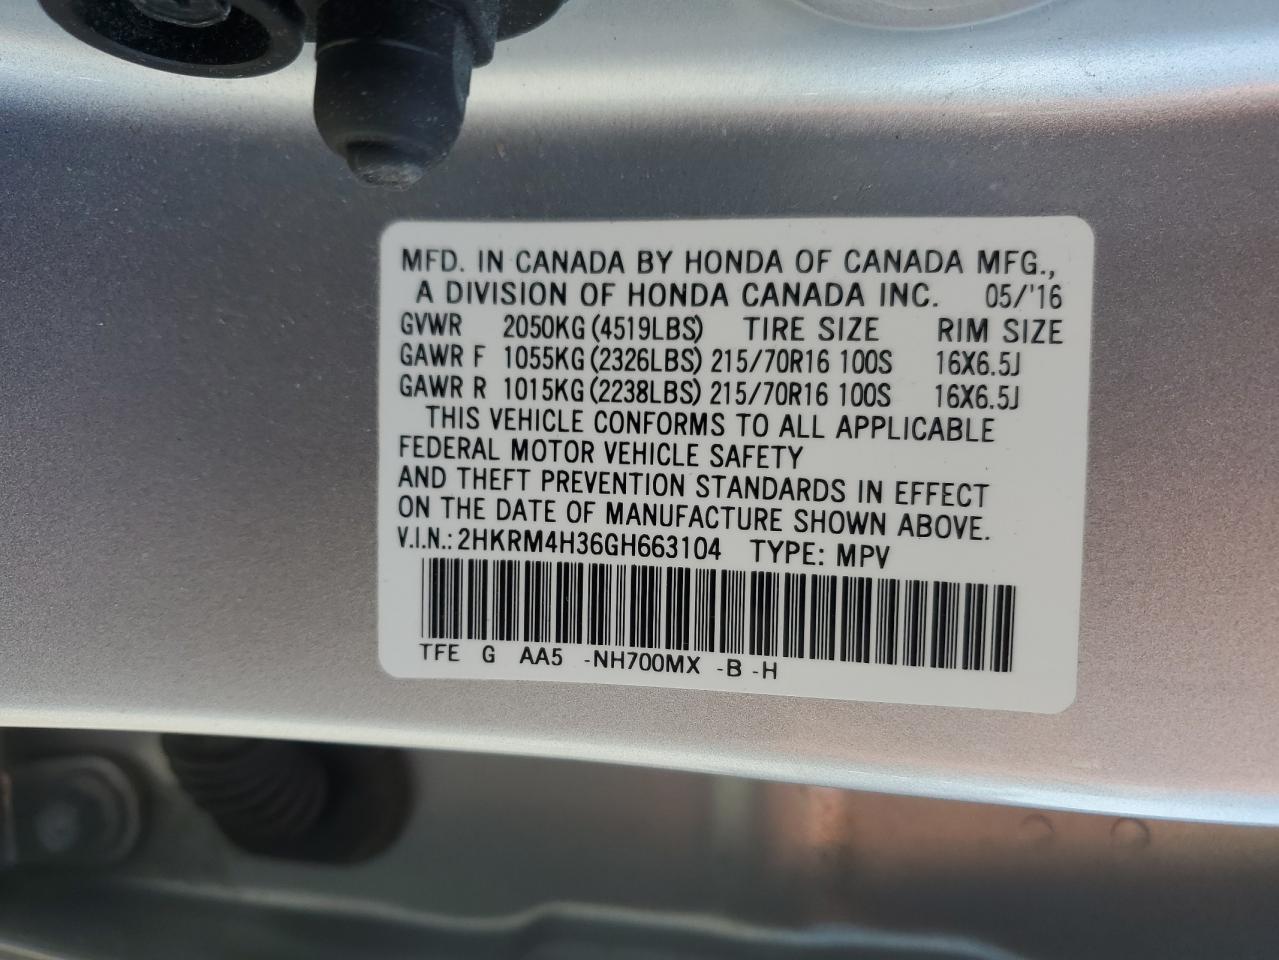 MFD. IN CANADA BY HONDA OF CANADA MFG.,
A DIVISION OF HONDA CANADA INC. 05/'16
GVWR 2050KG (4519LBS) TIRE SIZE RIM SIZE
GAWR F 1055KG (2326LBS) 215/70R16 100S 16X6.5J
GAWR R 1015KG (2238LBS) 215/70R16 100S 16X6.5J
THIS VEHICLE CONFORMS TO ALL APPLICABLE
FEDERAL MOTOR VEHICLE SAFETY
AND THEFT PREVENTION STANDARDS IN EFFECT
ON THE DATE OF MANUFACTURE SHOWN ABOVE.
V.I.N.: 2HKRM4H36GH663104 TYPE: MPV
TFE G AA5 -NH700MX -B -H